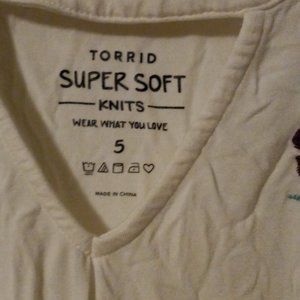 TORRID
SUPER SOFT
KNITS
WEAR WHAT YOU LOVE
5
MADE IN CHINA